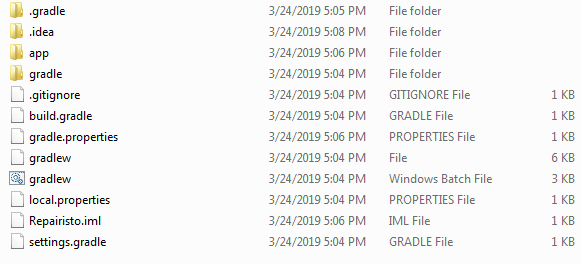 .gradle 3/24/2019 5:05 PM File folder
.idea 3/24/2019 5:08 PM File folder
app 3/24/2019 5:06 PM File folder
gradle 3/24/2019 5:04 PM File folder
.gitignore 3/24/2019 5:04 PM GITIGNORE File 1 KB
build.gradle 3/24/2019 5:04 PM GRADLE File 1 KB
gradle.properties 3/24/2019 5:06 PM PROPERTIES File 1 KB
gradlew 3/24/2019 5:04 PM File 6 KB
gradlew 3/24/2019 5:04 PM Windows Batch File 3 KB
local.properties 3/24/2019 5:04 PM PROPERTIES File 1 KB
Repairisto.iml 3/24/2019 5:06 PM IML File 1 KB
settings.gradle 3/24/2019 5:04 PM GRADLE File 1 KB